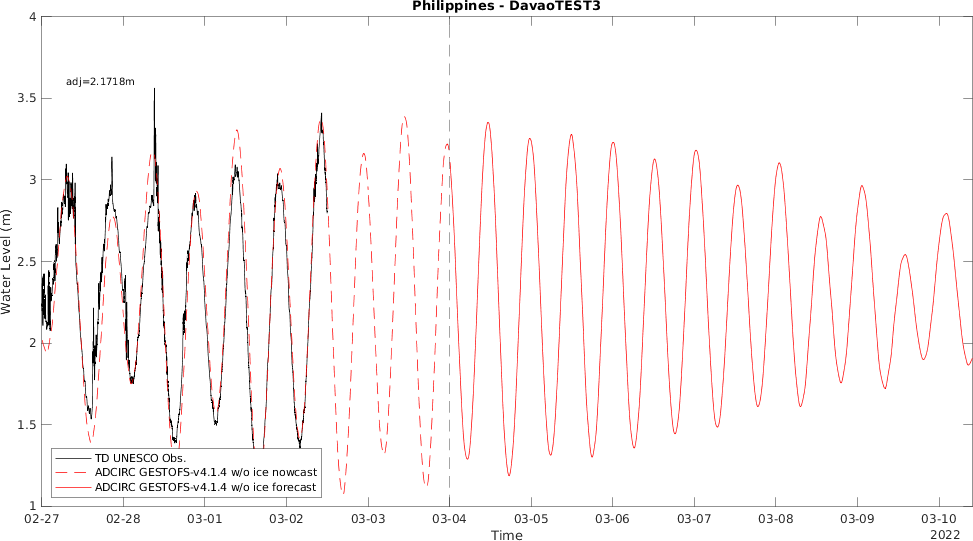 Philippines - DavaoTEST3
4
adj=2.1718m
3.5
3
2.5
2
1.5
1
Water Level (m)
TD UNESCO Obs.
ADCIRC GESTOFS-v4.1.4 w/o ice nowcast
ADCIRC GESTOFS-v4.1.4 w/o ice forecast
02-27 02-28 03-01 03-02 03-03 03-04 03-05 03-06 03-07 03-08 03-09 03-10
Time
2022